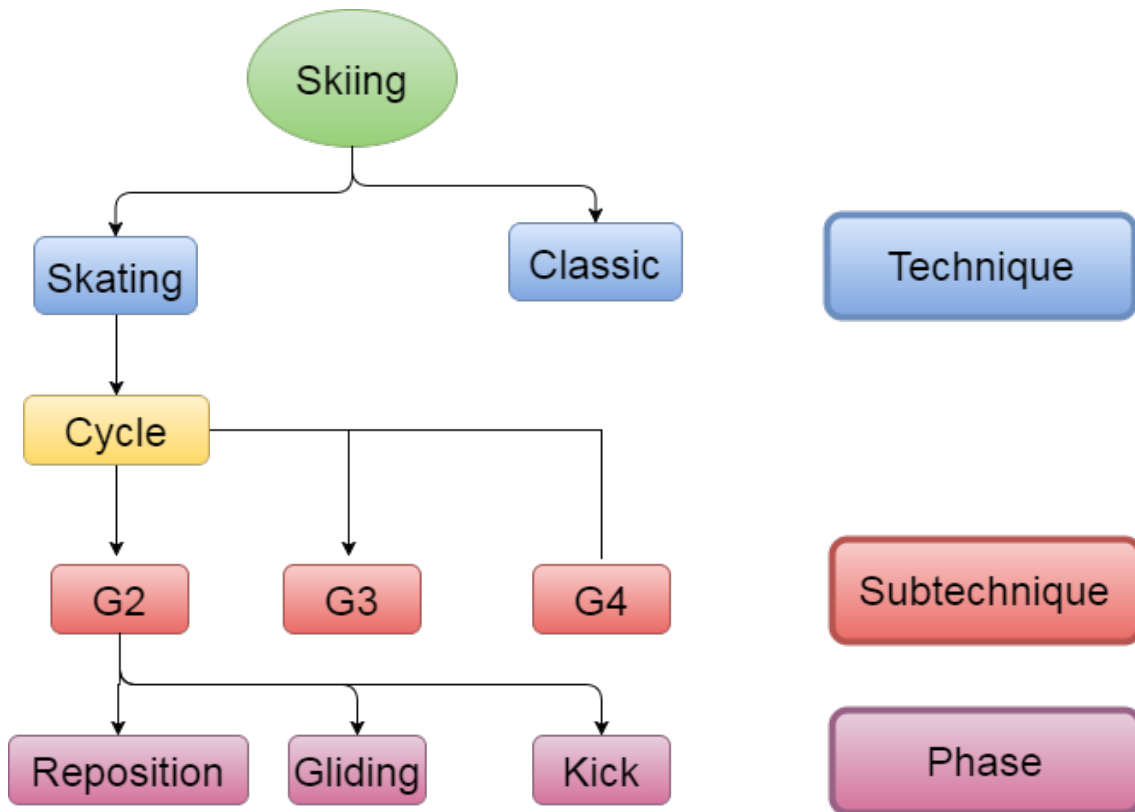 Skiing
Skating
Classic
Technique
Cycle
G2
G3
G4
Subtechnique
Reposition
Gliding
Kick
Phase